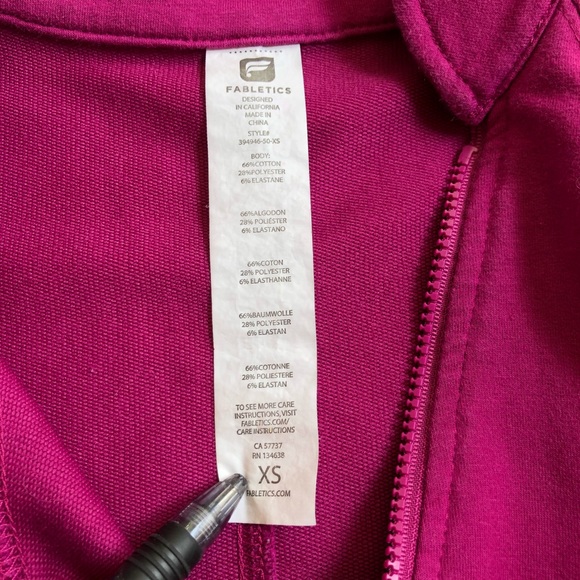 FABLETICS
DESIGNED
IN CALIFORNIA
MADE IN
CHINA
STYLE#
394946-50-XS
BODY:
66%COTTON
28%POLYESTER
6%ELASTANE
66%ALGODON
28% POLIÉSTER
6% ELASTANO
66%COTON
28% POLYESTER
6% ELASTHANNE
66%BAUMWOLLE
28% POLYESTER
6% ELASTAN
66%COTONNE
28% POLIESTERE
6% ELASTAN
TO SEE MORE CARE
INSTRUCTIONS, VISIT
FABLETICS.COM/
CARE INSTRUCTIONS
CA 57737
RN 134638
XS
FABLETICS.COM